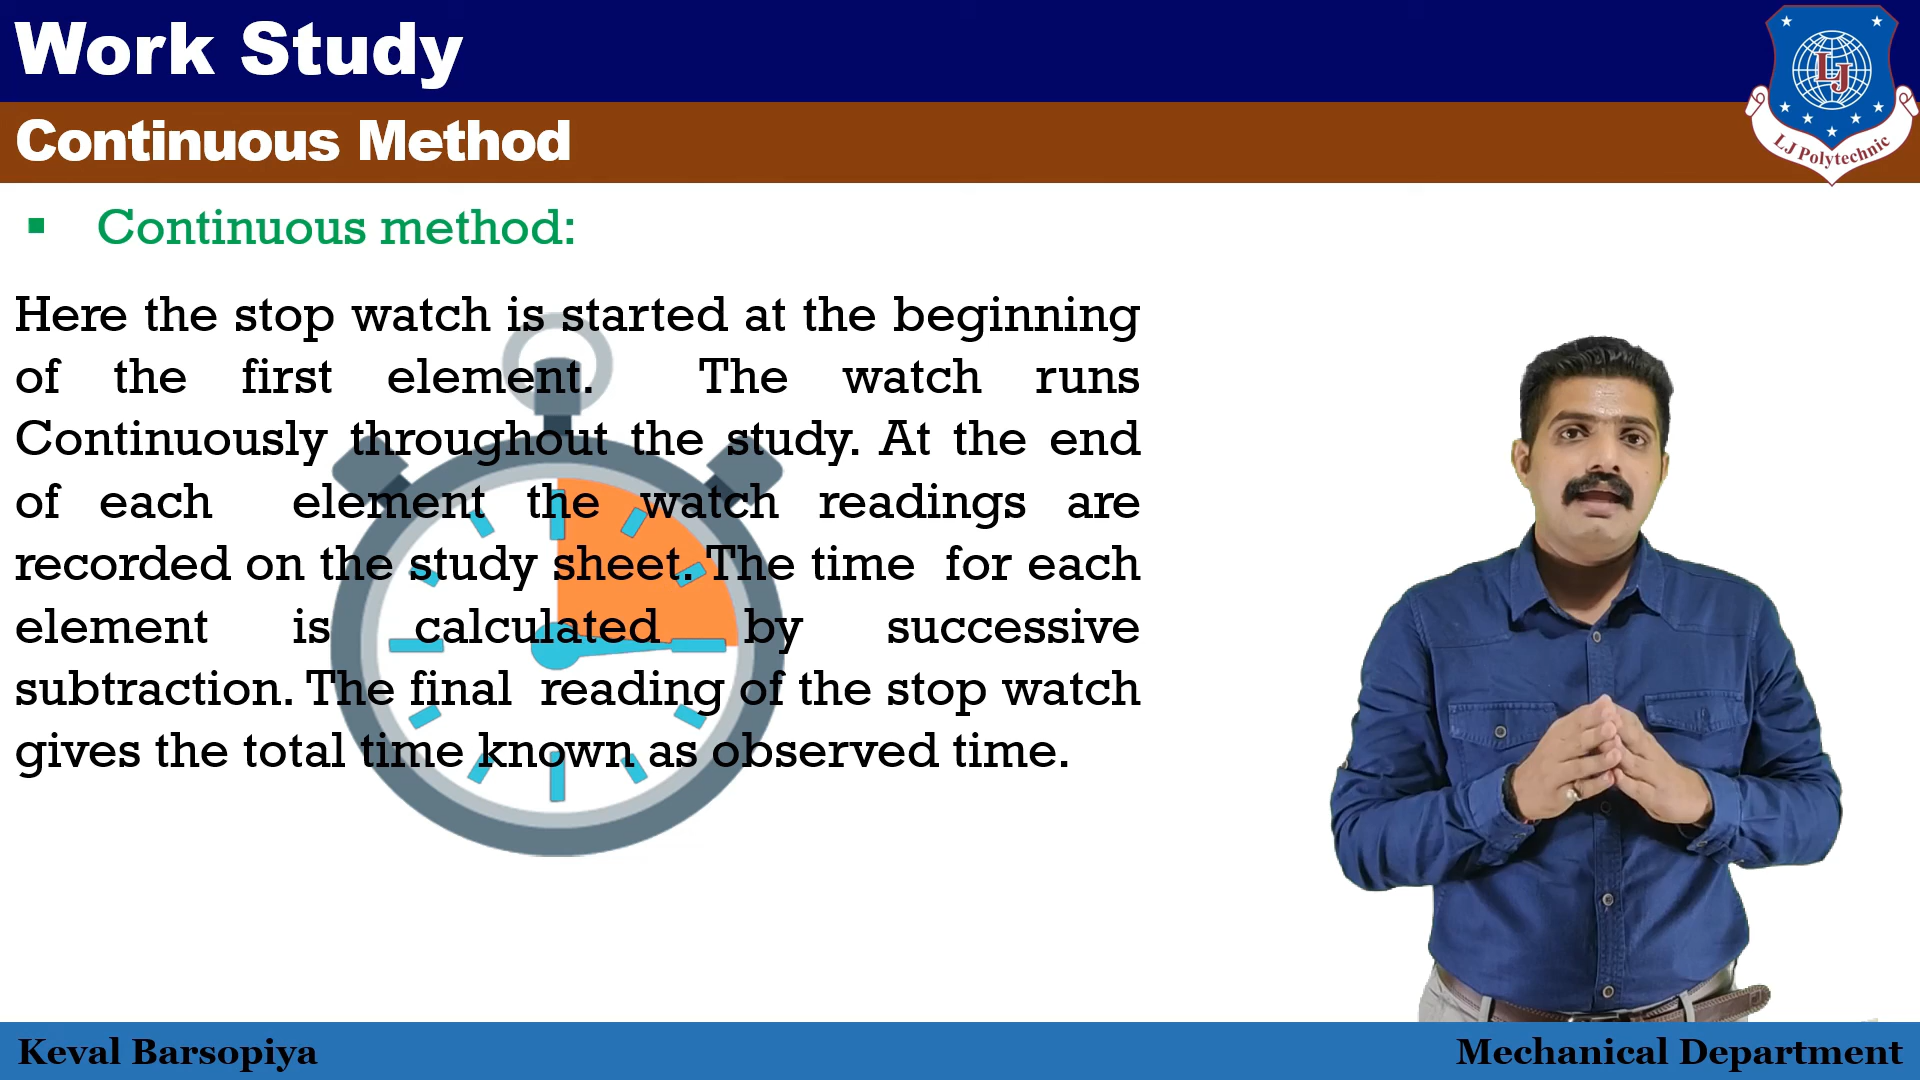 Work Study
Continuous Method
LJ
LJ Polytechnic
▪ Continuous method:
Here the stop watch is started at the beginning
of the first element. The watch runs
Continuously throughout the study. At the end
of each element the watch readings are
recorded on the study sheet. The time for each
element is calculated by successive
subtraction. The final reading of the stop watch
gives the total time known as observed time.
Keval Barsopiya
Mechanical Department